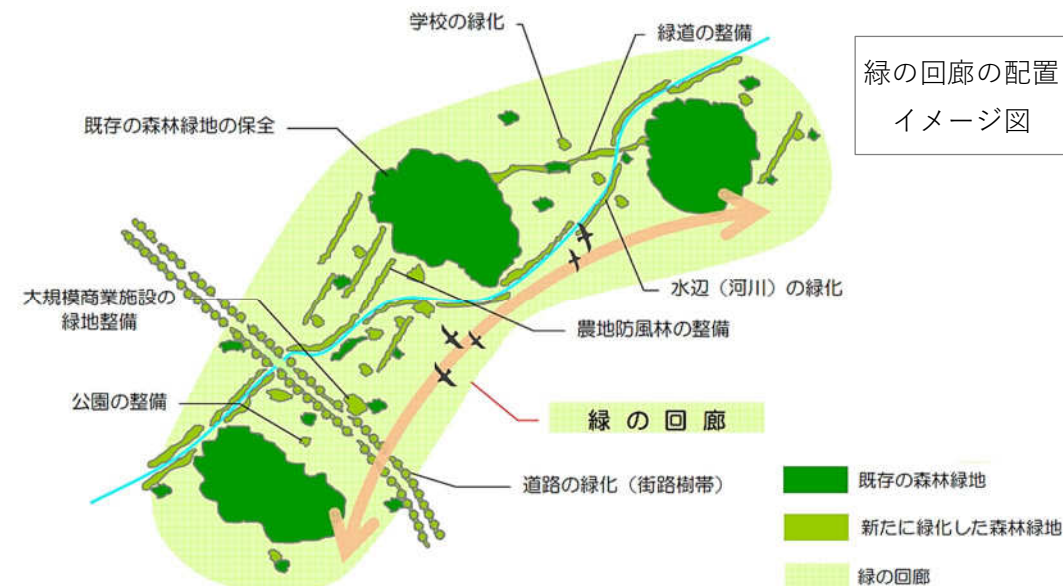 学校の緑化
緑道の整備
緑の回廊の配置
イメージ図
既存の森林緑地の保全
大規模商業施設の
緑地整備
水辺（河川）の緑化
農地防風林の整備
公園の整備
緑の回廊
道路の緑化（街路樹帯）
既存の森林緑地
新たに緑化した森林緑地
緑の回廊